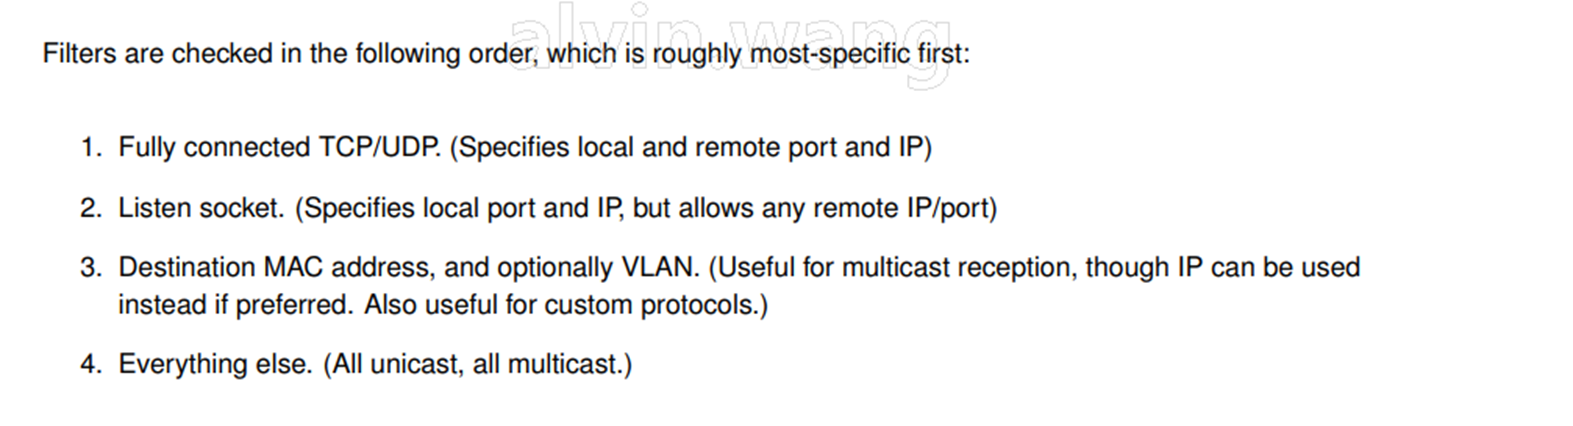 alvin.wang
Filters are checked in the following order, which is roughly most-specific first:
1. Fully connected TCP/UDP. (Specifies local and remote port and IP)
2. Listen socket. (Specifies local port and IP, but allows any remote IP/port)
3. Destination MAC address, and optionally VLAN. (Useful for multicast reception, though IP can be used
instead if preferred. Also useful for custom protocols.)
4. Everything else. (All unicast, all multicast.)